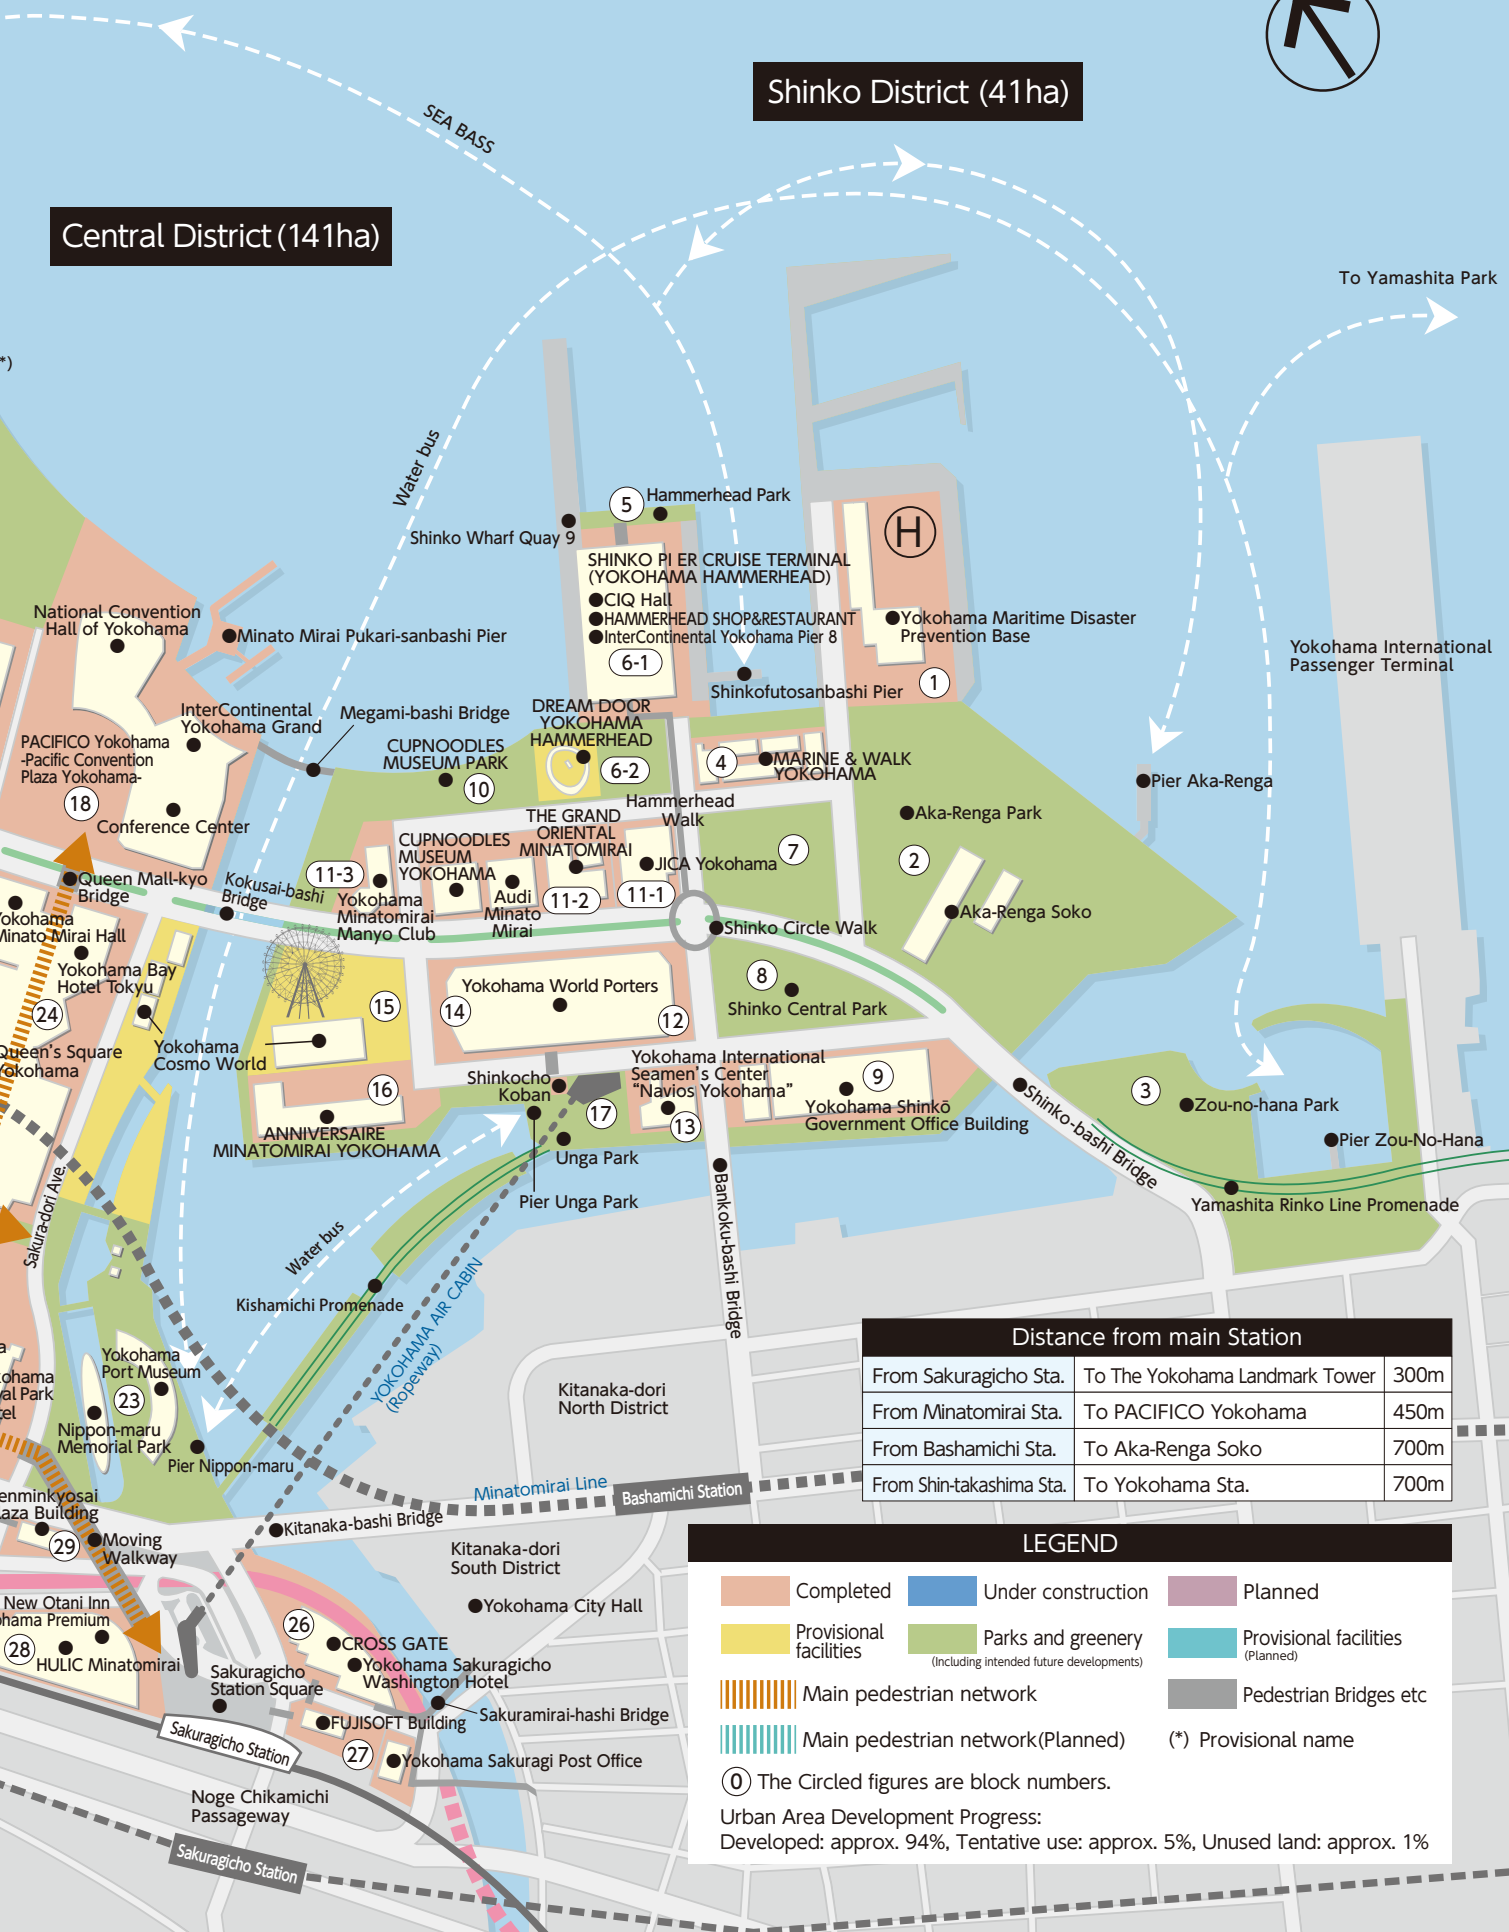 Shinko District (41ha)
SEA BASS
Central District (141ha)
To Yamashita Park
*)
Water bus
5
Hammerhead Park
Shinko Wharf Quay 9
H
SHINKO PI ER CRUISE TERMINAL
(YOKOHAMA HAMMERHEAD)
CIQ Hall
HAMMERHEAD SHOP&RESTAURANT
InterContinental Yokohama Pier 8
6-1
Yokohama Maritime Disaster
Prevention Base
1
Shinkofutosanbashi Pier
Yokohama International
Passenger Terminal
National Convention
Hall of Yokohama
Minato Mirai Pukari-sanbashi Pier
InterContinental
Yokohama Grand
Megami-bashi Bridge
PACIFICO Yokohama
-Pacific Convention
Plaza Yokohama-
18
Conference Center
CUPNOODLES
MUSEUM PARK
10
DREAM DOOR
YOKOHAMA
HAMMERHEAD
6-2
4
MARINE & WALK
YOKOHAMA
Pier Aka-Renga
Hammerhead
Walk
Aka-Renga Park
THE GRAND
ORIENTAL
MINATOMIRAI
CUPNOODLES
MUSEUM
YOKOHAMA
JICA Yokohama
7
2
11-3
Yokohama
Minatomirai
Manyo Club
Audi
Minato
Mirai
11-2
11-1
Queen Mall-kyo
Bridge
Kokusai-bashi
Bridge
Aka-Renga Soko
Shinko Circle Walk
Yokohama
Minato Mirai Hall
Yokohama Bay
Hotel Tokyu
24
Queen's Square
Yokohama
Yokohama
Cosmo World
15
14
Yokohama World Porters
12
8
Shinko Central Park
16
ANNIVERSAIRE
MINATOMIRAI YOKOHAMA
Shinkocho
Koban
17
Yokohama International
Seamen's Center
“Navios Yokohama”
13
9
Yokohama Shinkō
Government Office Building
Shinko-bashi Bridge
3
Zou-no-hana Park
Pier Zou-No-Hana
Yamashita Rinko Line Promenade
Unga Park
Pier Unga Park
Bankoku-bashi Bridge
Sakura-dori Ave.
Water bus
Kishamichi Promenade
YOKOHAMA AIR CABIN
(Ropeway)
Yokohama
Port Museum
23
Nippon-maru
Memorial Park
Pier Nippon-maru
a
kohama
yal Park
tel
Kitanaka-dori
North District
Minatomirai Line
Bashamichi Station
Kitanaka-bashi Bridge
Kitanaka-dori
South District
Yokohama City Hall
enminkyosai
laza Building
29
Moving
Walkway
New Otani Inn
ohama Premium
28
HULIC Minatomirai
26
CROSS GATE
Yokohama Sakuragicho
Washington Hotel
Sakuragicho
Station Square
Sakuramirai-hashi Bridge
FUJISOFT Building
27
Yokohama Sakuragi Post Office
Sakuragicho Station
Noge Chikamichi
Passageway
Sakuragicho Station
Distance from main Station
From Sakuragicho Sta. To The Yokohama Landmark Tower 300m
From Minatomirai Sta. To PACIFICO Yokohama 450m
From Bashamichi Sta. To Aka-Renga Soko 700m
From Shin-takashima Sta. To Yokohama Sta. 700m
LEGEND
Completed
Under construction
Planned
Provisional
facilities
Parks and greenery
(Including intended future developments)
Provisional facilities
(Planned)
Main pedestrian network
Pedestrian Bridges etc
Main pedestrian network(Planned)
(*) Provisional name
0 The Circled figures are block numbers.
Urban Area Development Progress:
Developed: approx. 94%, Tentative use: approx. 5%, Unused land: approx. 1%